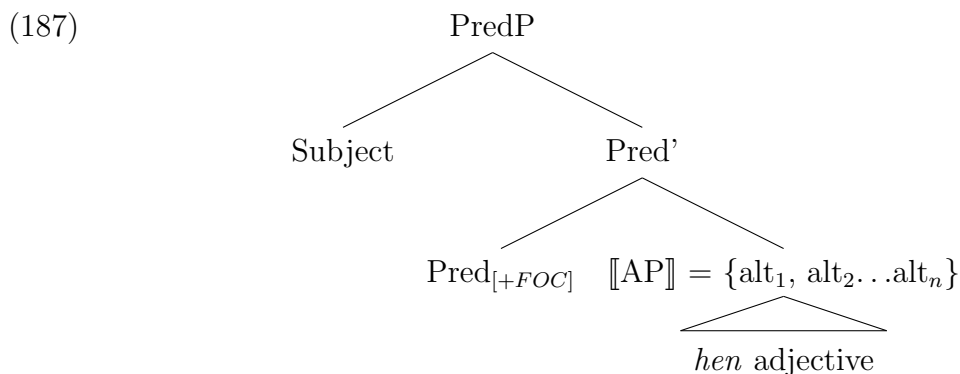 (187) PredP
Subject Pred’
Pred[+FOC] ⟦AP⟧ = {alt₁, alt₂…altₙ}
hen adjective